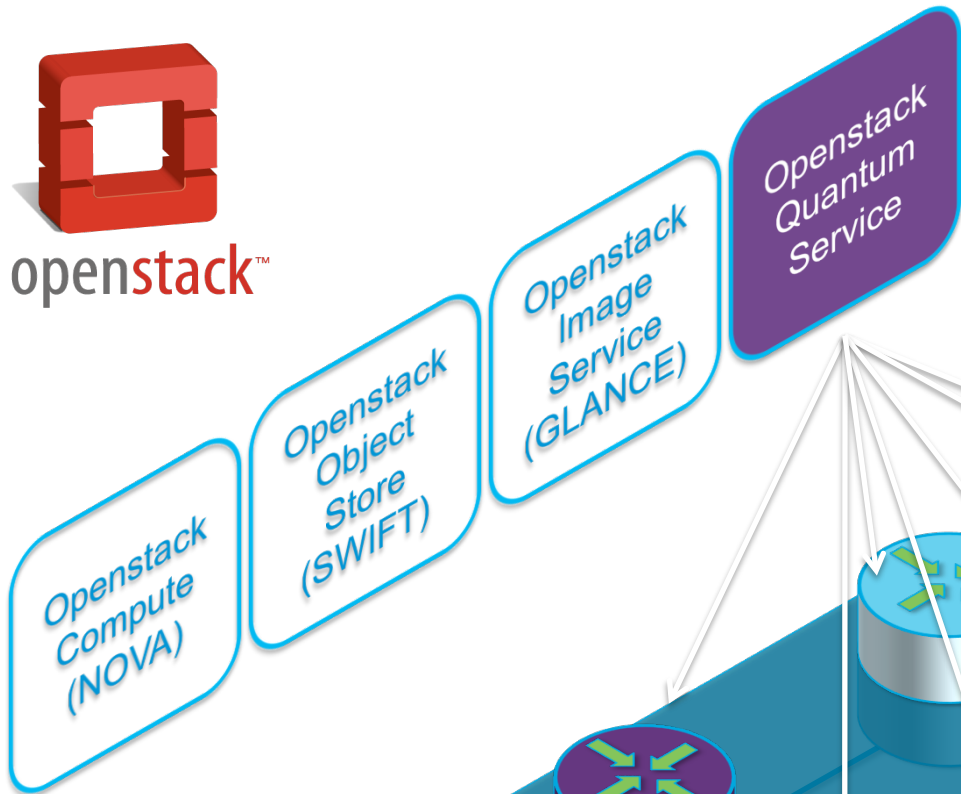 openstack™
Openstack
Compute
(NOVA)
Openstack
Object
Store
(SWIFT)
Openstack
Image
Service
(GLANCE)
Openstack
Quantum
Service